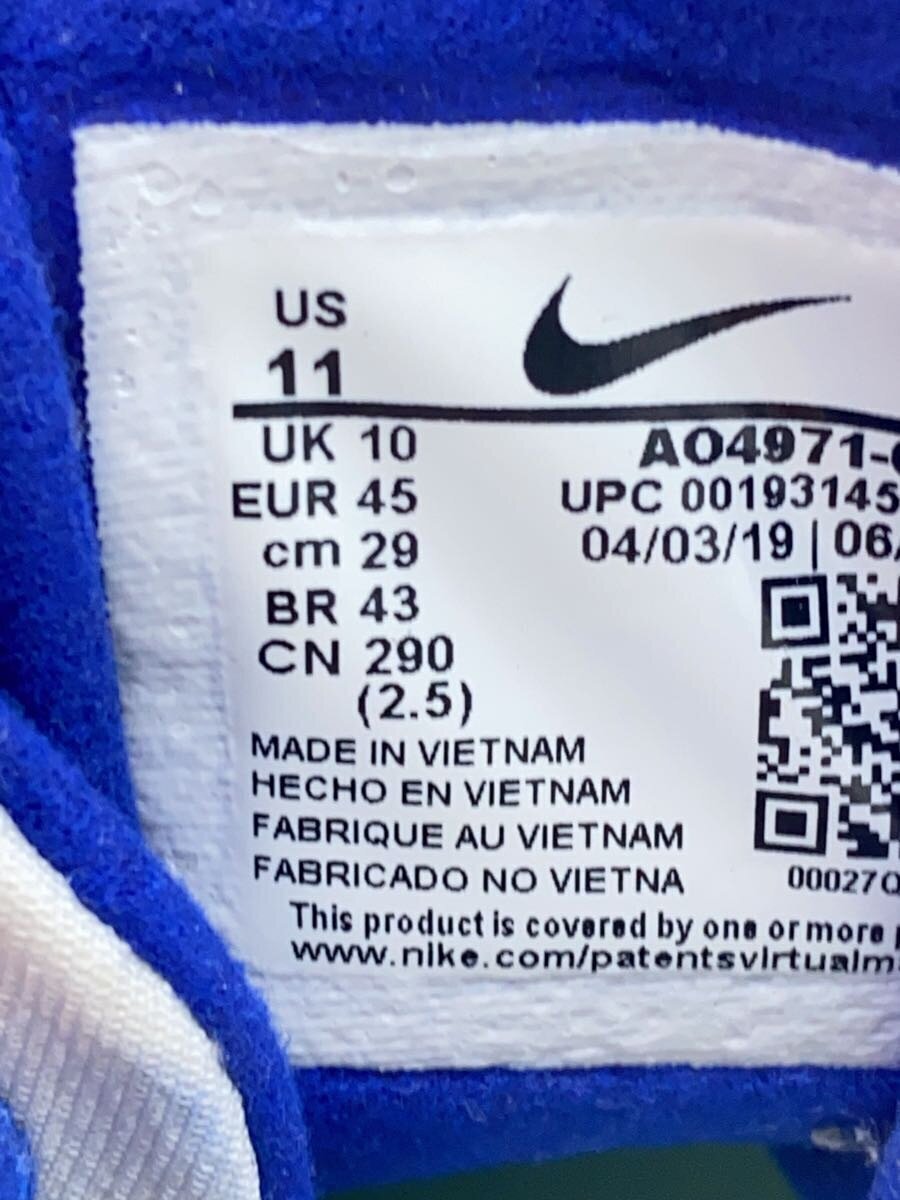 US
11
UK 10
EUR 45
cm 29
BR 43
CN 290
(2.5)
AO4971-
UPC 00193145
04/03/19 | 06/
MADE IN VIETNAM
HECHO EN VIETNAM
FABRIQUE AU VIETNAM
FABRICADO NO VIETNA
00027Q
This product is covered by one or more
www.nike.com/patentsvirtualm